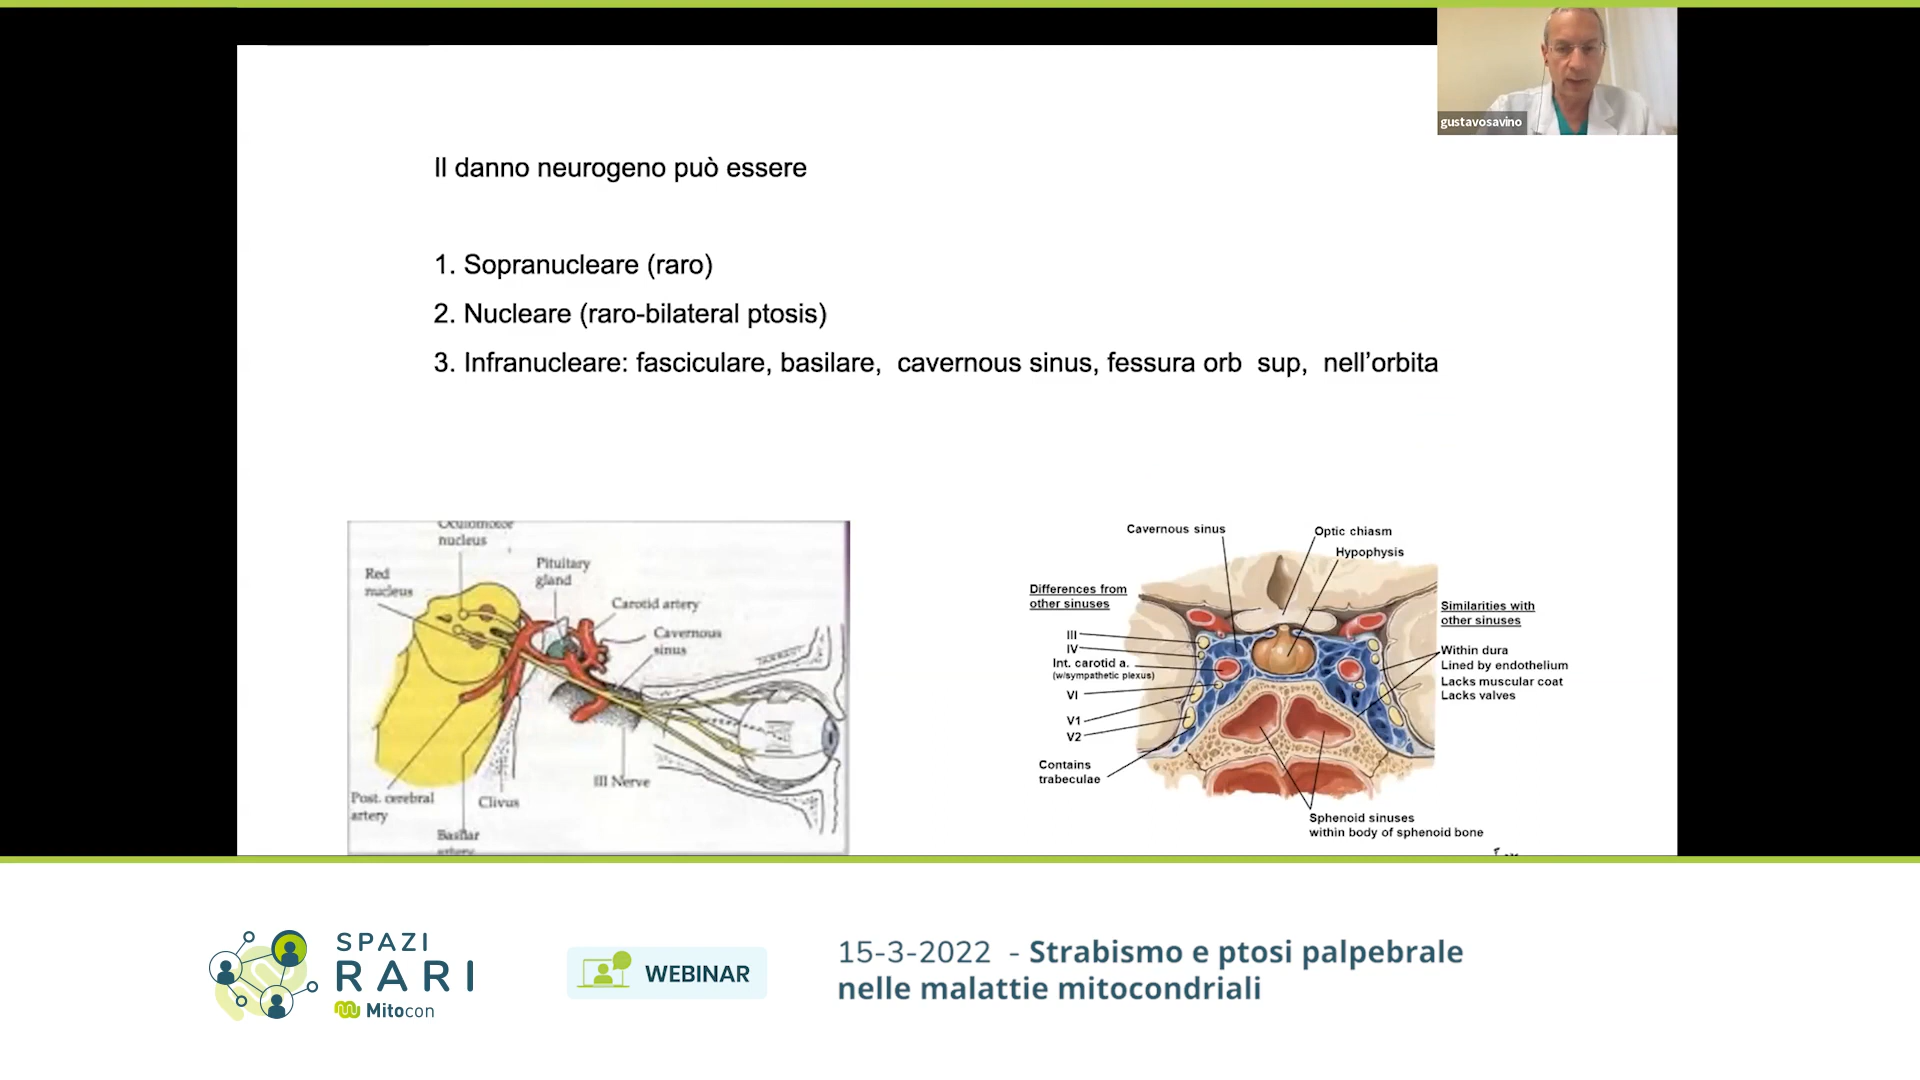 gustavosavino
Il danno neurogeno può essere
1. Sopranucleare (raro)
2. Nucleare (raro-bilateral ptosis)
3. Infranucleare: fasciculare, basilare, cavernous sinus, fessura orb sup, nell'orbita
Oculomotor
nucleus
Red
nucleus
Pituitary
gland
Carotid artery
Cavernous
sinus
III Nerve
Post. cerebral
artery
Clivus
Basilar
artery
Cavernous sinus
Optic chiasm
Hypophysis
Differences from
other sinuses
III
IV
Int. carotid a.
(w/sympathetic plexus)
VI
V1
V2
Contains
trabeculae
Similarities with
other sinuses
Within dura
Lined by endothelium
Lacks muscular coat
Lacks valves
Sphenoid sinuses
within body of sphenoid bone
SPAZI
RARI
Mitocon
WEBINAR
15-3-2022 - Strabismo e ptosi palpebrale
nelle malattie mitocondriali